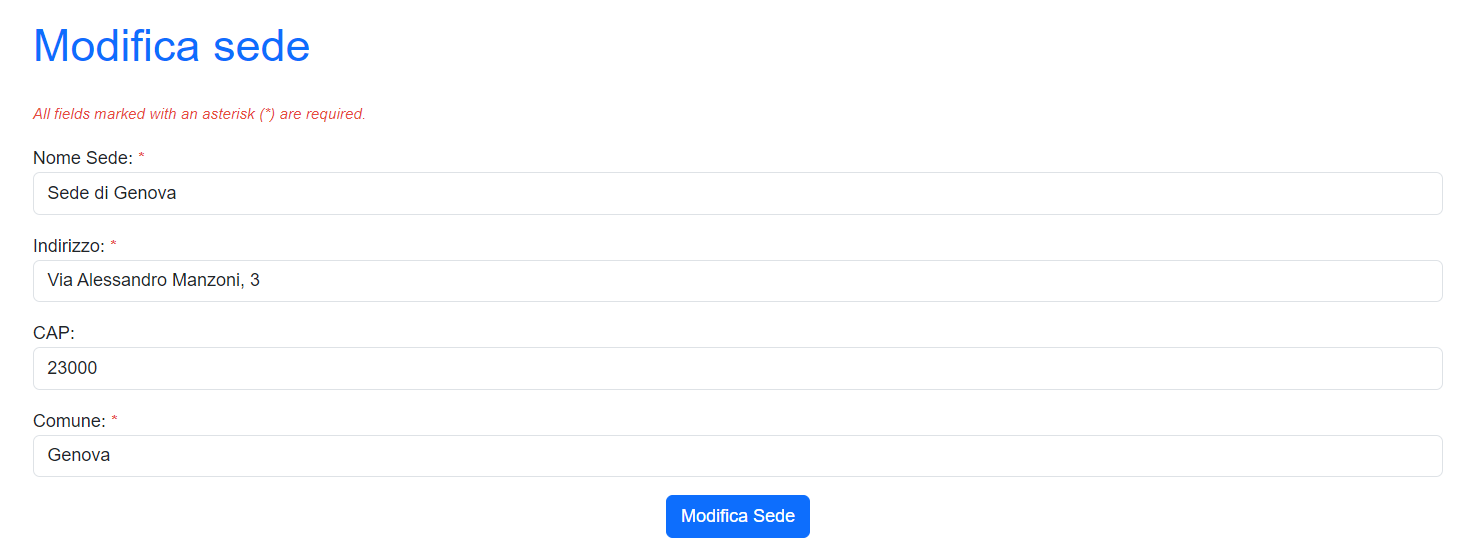 Modifica sede
All fields marked with an asterisk (*) are required.
Nome Sede: *
Sede di Genova
Indirizzo: *
Via Alessandro Manzoni, 3
CAP:
23000
Comune: *
Genova
Modifica Sede